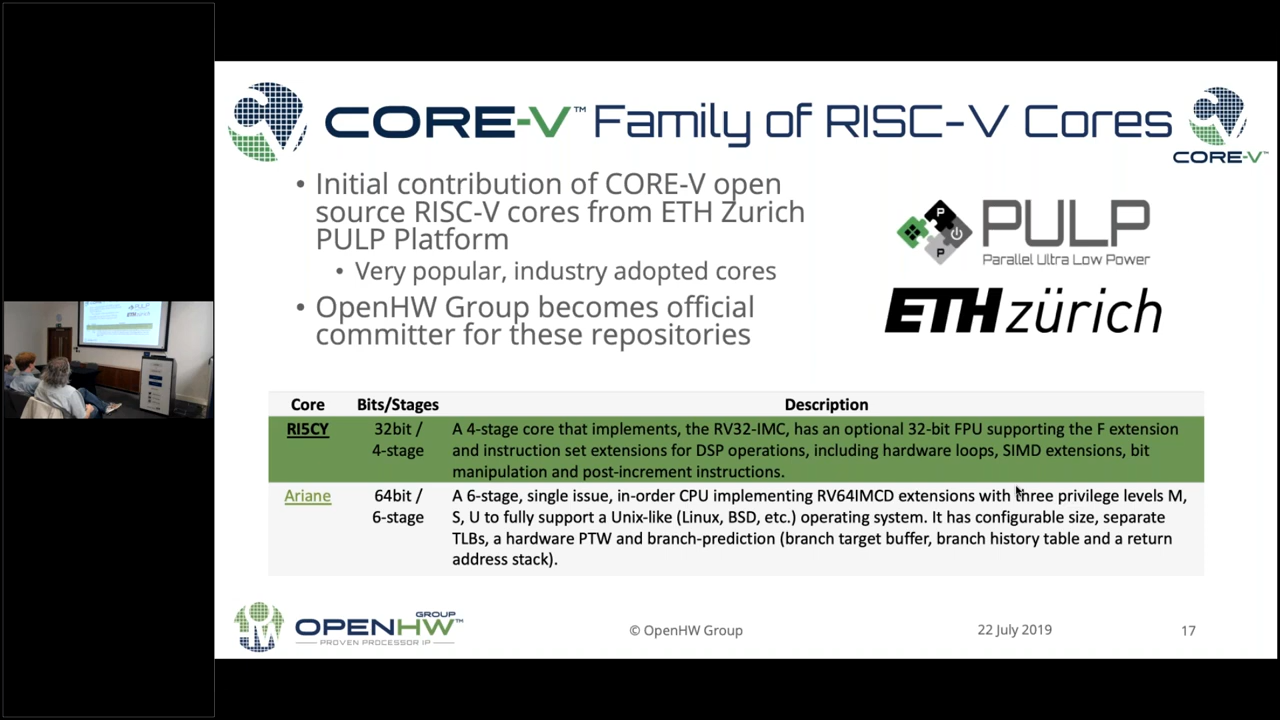 CORE-V™ Family of RISC-V Cores
CORE-V™
• Initial contribution of CORE-V open
source RISC-V cores from ETH Zurich
PULP Platform
• Very popular, industry adopted cores
• OpenHW Group becomes official
committer for these repositories
P
P
PULP
Parallel Ultra Low Power
ETH zürich
Core Bits/Stages Description
RI5CY 32bit / A 4-stage core that implements, the RV32-IMC, has an optional 32-bit FPU supporting the F extension
4-stage and instruction set extensions for DSP operations, including hardware loops, SIMD extensions, bit
manipulation and post-increment instructions.
Ariane 64bit / A 6-stage, single issue, in-order CPU implementing RV64IMCD extensions with three privilege levels M,
6-stage S, U to fully support a Unix-like (Linux, BSD, etc.) operating system. It has configurable size, separate
TLBs, a hardware PTW and branch-prediction (branch target buffer, branch history table and a return
address stack).
GROUP
OPENHW™
PROVEN PROCESSOR IP
© OpenHW Group
22 July 2019
17
PULP
ETH zürich